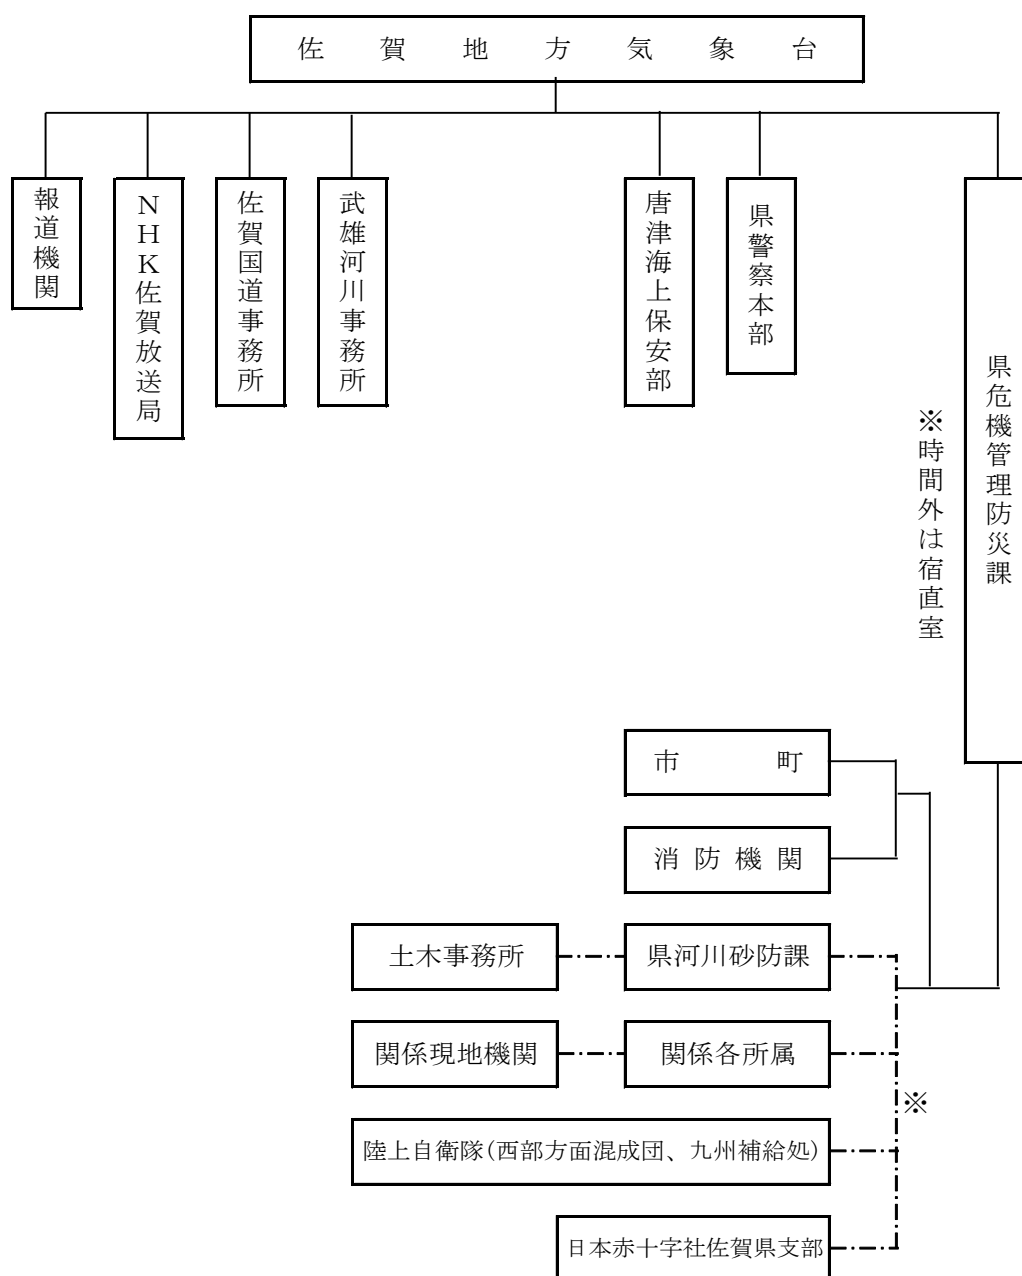 佐賀地方気象台
報道機関
NHK佐賀放送局
佐賀国道事務所
武雄河川事務所
唐津海上保安部
県警察本部
県危機管理防災課
※時間外は宿直室
市町
消防機関
土木事務所
県河川砂防課
関係現地機関
関係各所属
※
陸上自衛隊(西部方面混成団、九州補給処)
日本赤十字社佐賀県支部